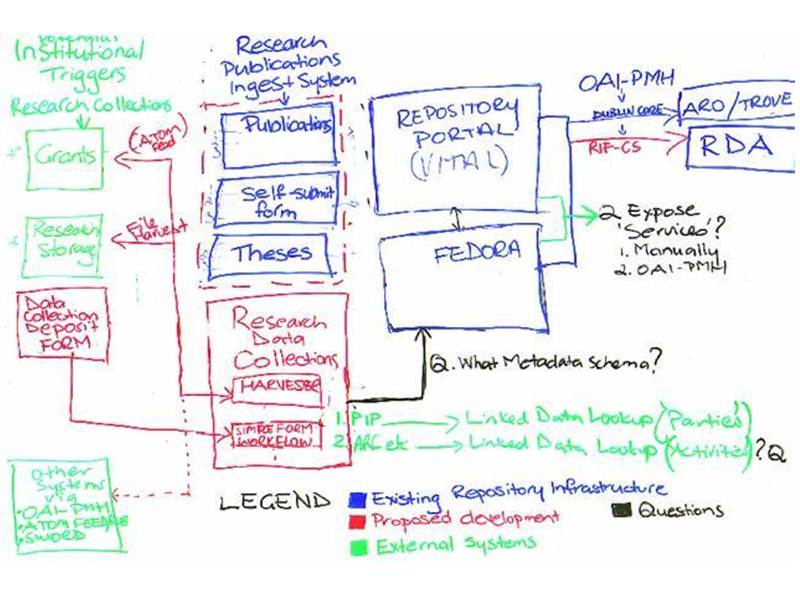 Institutional
Triggers
Research Collections
Grants
(ATOM
feed)
Research
Storage
File
Harvest
Data
Collection
Deposit
FORM
Other
Systems
via
• OAI PMH
• ATOM FEEDS
• SWORD
Research
Publications
Ingest System
Publications
Self-submit
form
Theses
Research
Data
Collections
HARVESTER
SIMPLE FORM
WORKFLOW
REPOSITORY
PORTAL
(VITAL)
FEDORA
OAI-PMH
DUBLIN CORE
RIF-CS
ARO/TROVE
RDA
2. Expose
'Services'?
1. Manually
2. OAI-PMH
Q. What Metadata schema?
1. PIP → Linked Data Lookup ('Parties')
2. ARC etc → Linked Data Lookup (Activities)? Q
LEGEND
Existing Repository Infrastructure
Proposed development
External systems
Questions